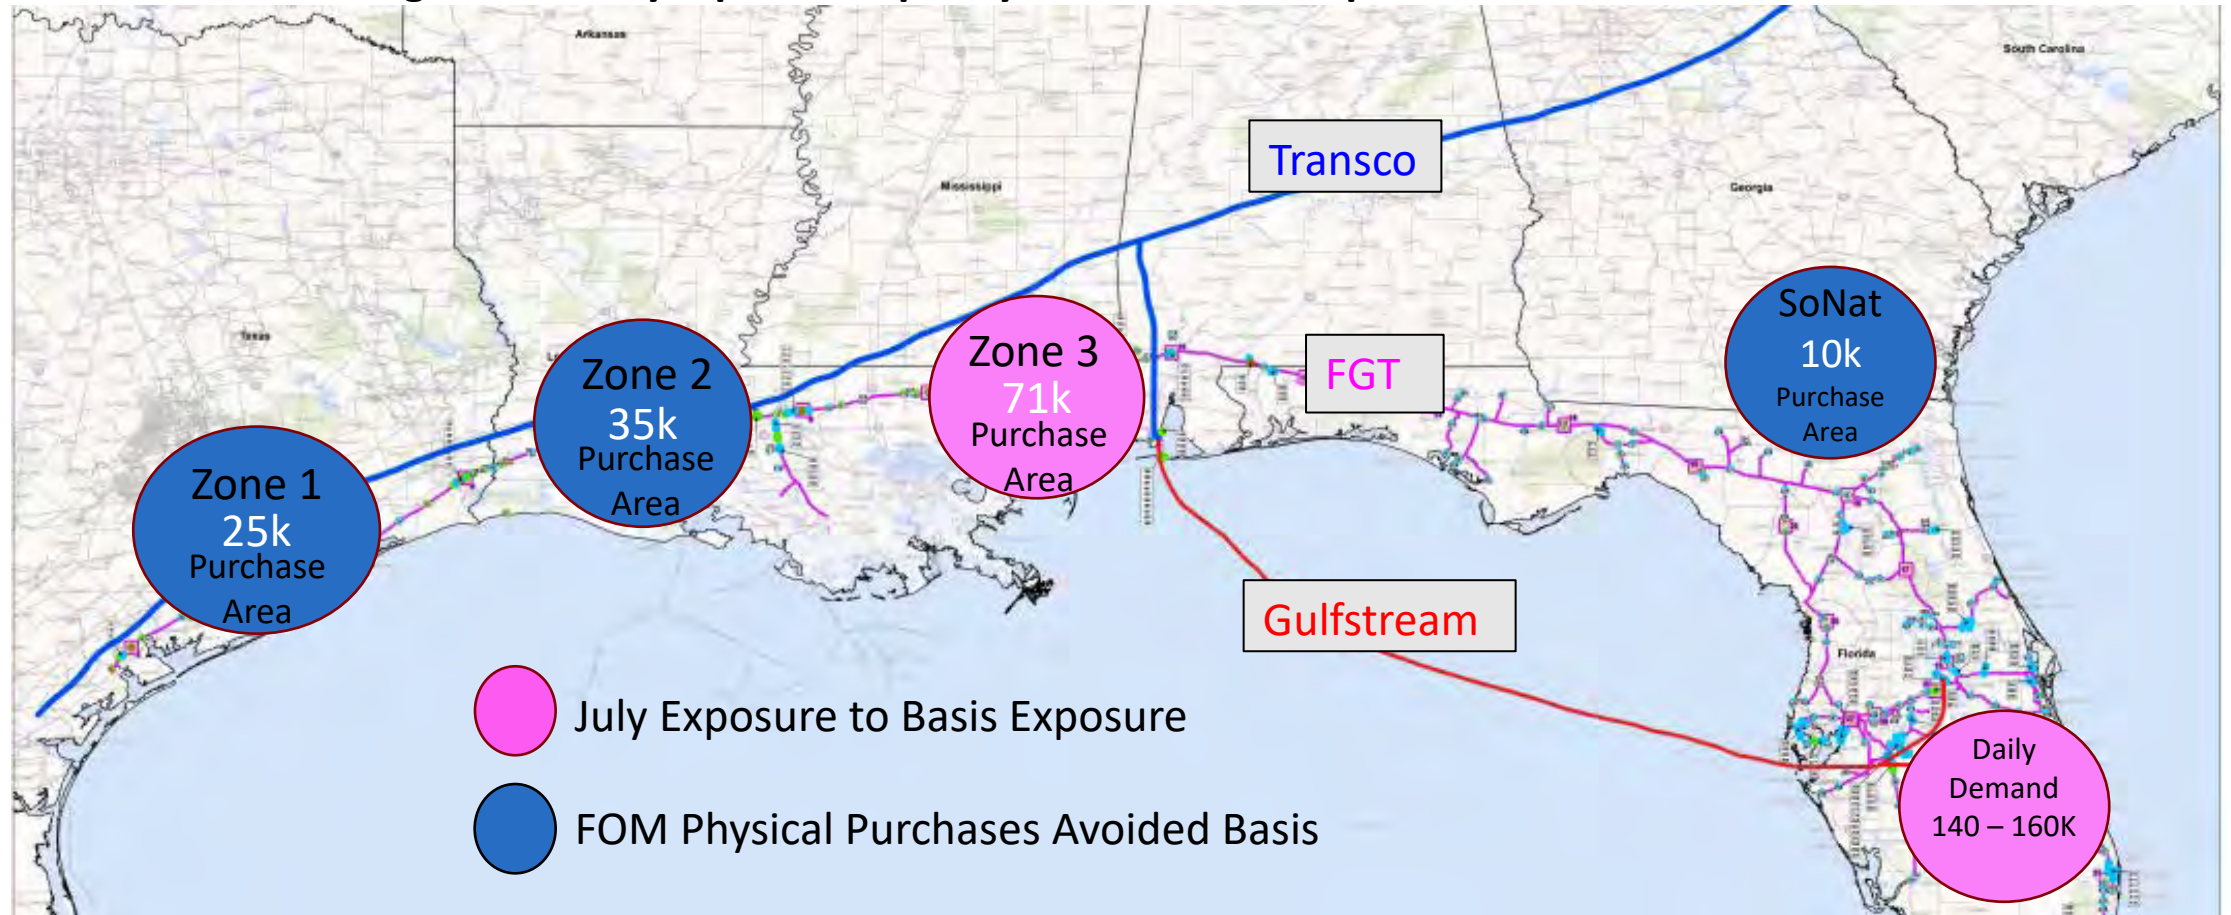 Arkansas
South Carolina
Transco
Mississippi
Georgia
SoNat
10k
Purchase
Area
Texas
Zone 3
71k
Purchase
Area
FGT
Zone 2
35k
Purchase
Area
Zone 1
25k
Purchase
Area
Gulfstream
Florida
July Exposure to Basis Exposure
Daily
Demand
140 – 160K
FOM Physical Purchases Avoided Basis